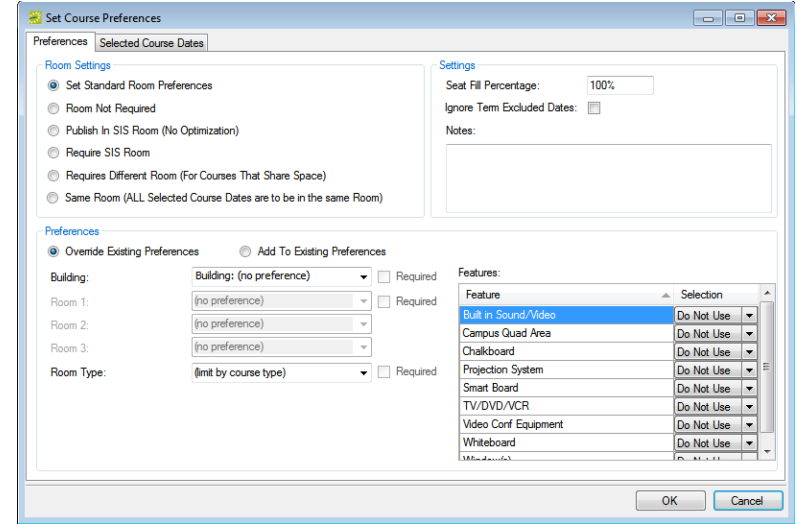 Set Course Preferences
Preferences
Selected Course Dates
Room Settings
Set Standard Room Preferences
Room Not Required
Publish In SIS Room (No Optimization)
Require SIS Room
Requires Different Room (For Courses That Share Space)
Same Room (ALL Selected Course Dates are to be in the same Room)
Settings
Seat Fill Percentage: 100%
Ignore Term Excluded Dates:
Notes:
Preferences
Override Existing Preferences
Add To Existing Preferences
Building: Building: (no preference) Required
Room 1: (no preference) Required
Room 2: (no preference)
Room 3: (no preference)
Room Type: (limit by course type) Required
Features:
Feature Selection
Built in Sound/Video Do Not Use
Campus Quad Area Do Not Use
Chalkboard Do Not Use
Projection System Do Not Use
Smart Board Do Not Use
TV/DVD/VCR Do Not Use
Video Conf Equipment Do Not Use
Whiteboard Do Not Use
OK
Cancel